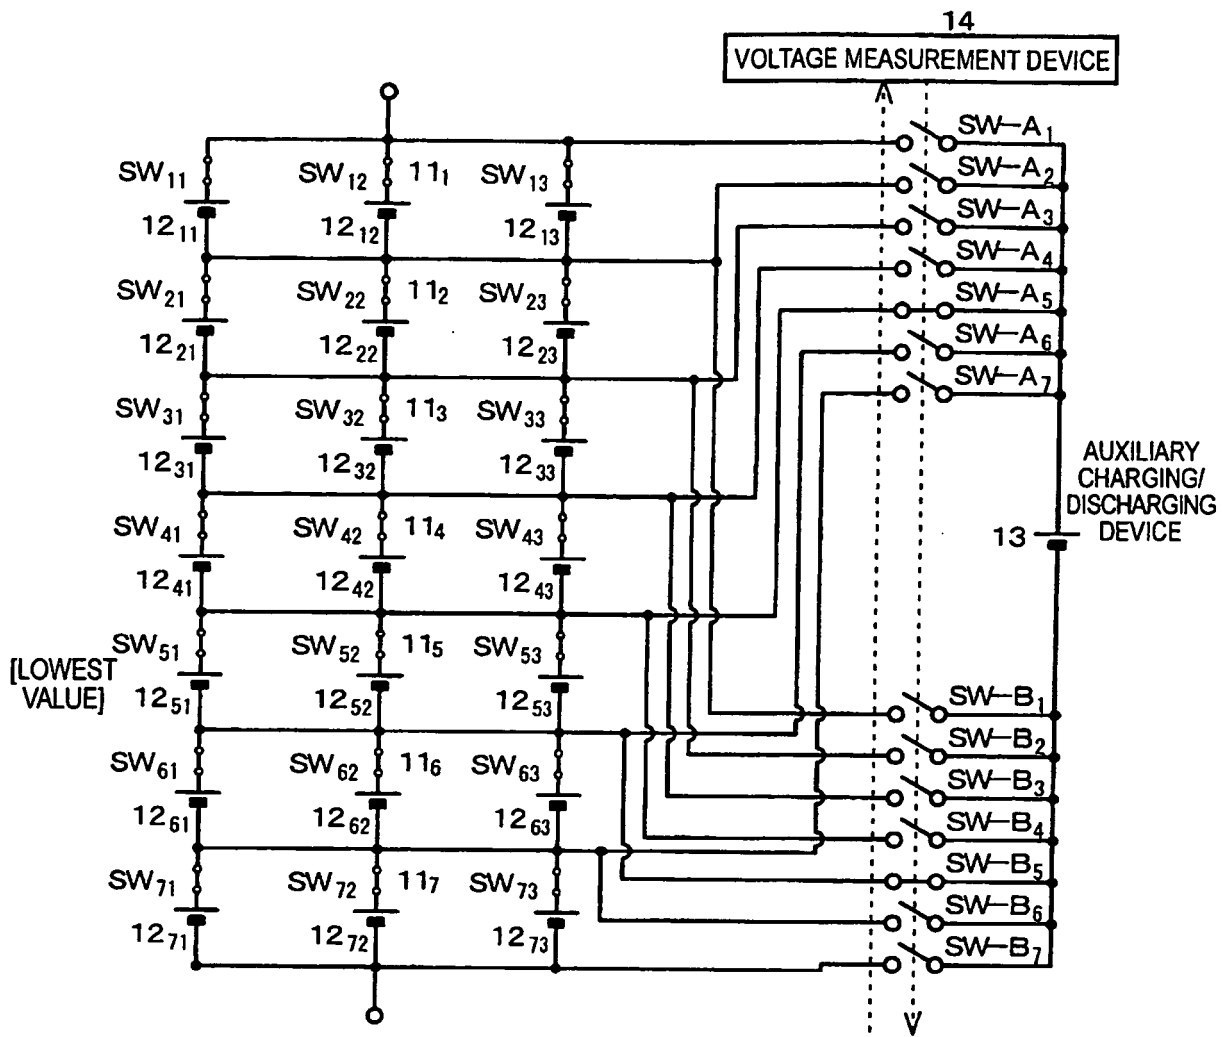 14
VOLTAGE MEASUREMENT DEVICE
SW₁₁
SW₁₂
11₁
SW₁₃
12₁₁
12₁₂
12₁₃
SW₂₁
SW₂₂
11₂
SW₂₃
12₂₁
12₂₂
12₂₃
SW₃₁
SW₃₂
11₃
SW₃₃
12₃₁
12₃₂
12₃₃
SW₄₁
SW₄₂
11₄
SW₄₃
12₄₁
12₄₂
12₄₃
SW₅₁
SW₅₂
11₅
SW₅₃
[LOWEST
VALUE]
12₅₁
12₅₂
12₅₃
SW₆₁
SW₆₂
11₆
SW₆₃
12₆₁
12₆₂
12₆₃
SW₇₁
SW₇₂
11₇
SW₇₃
12₇₁
12₇₂
12₇₃
SW-A₁
SW-A₂
SW-A₃
SW-A₄
SW-A₅
SW-A₆
SW-A₇
AUXILIARY
CHARGING/
DISCHARGING
DEVICE
13
SW-B₁
SW-B₂
SW-B₃
SW-B₄
SW-B₅
SW-B₆
SW-B₇